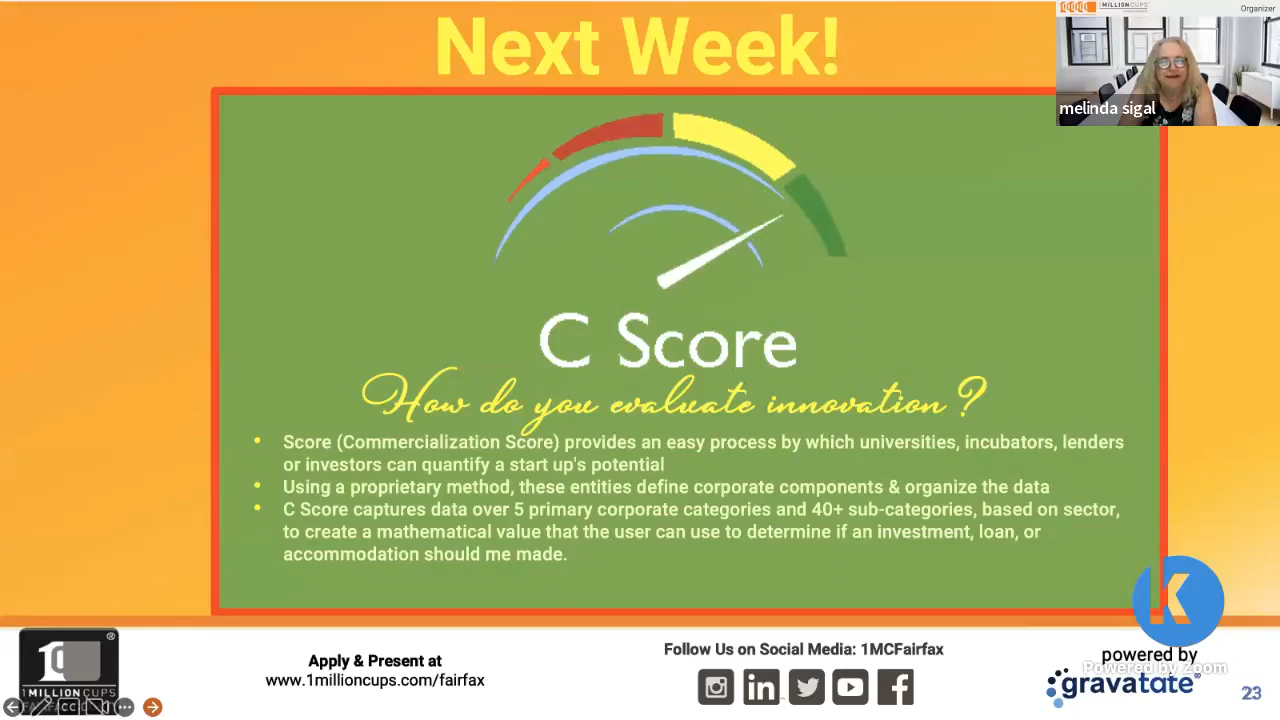 Next Week!
1 MILLION CUPS
Organizer
melinda sigal
C Score
How do you evaluate innovation?
• Score (Commercialization Score) provides an easy process by which universities, incubators, lenders
or investors can quantify a start up's potential
• Using a proprietary method, these entities define corporate components & organize the data
• C Score captures data over 5 primary corporate categories and 40+ sub-categories, based on sector,
to create a mathematical value that the user can use to determine if an investment, loan, or
accommodation should me made.
K
1MILLIONCUPS
®
Apply & Present at
www.1millioncups.com/fairfax
Follow Us on Social Media: 1MCFairfax
powered by
Powered by Zoom
gravatate®
23